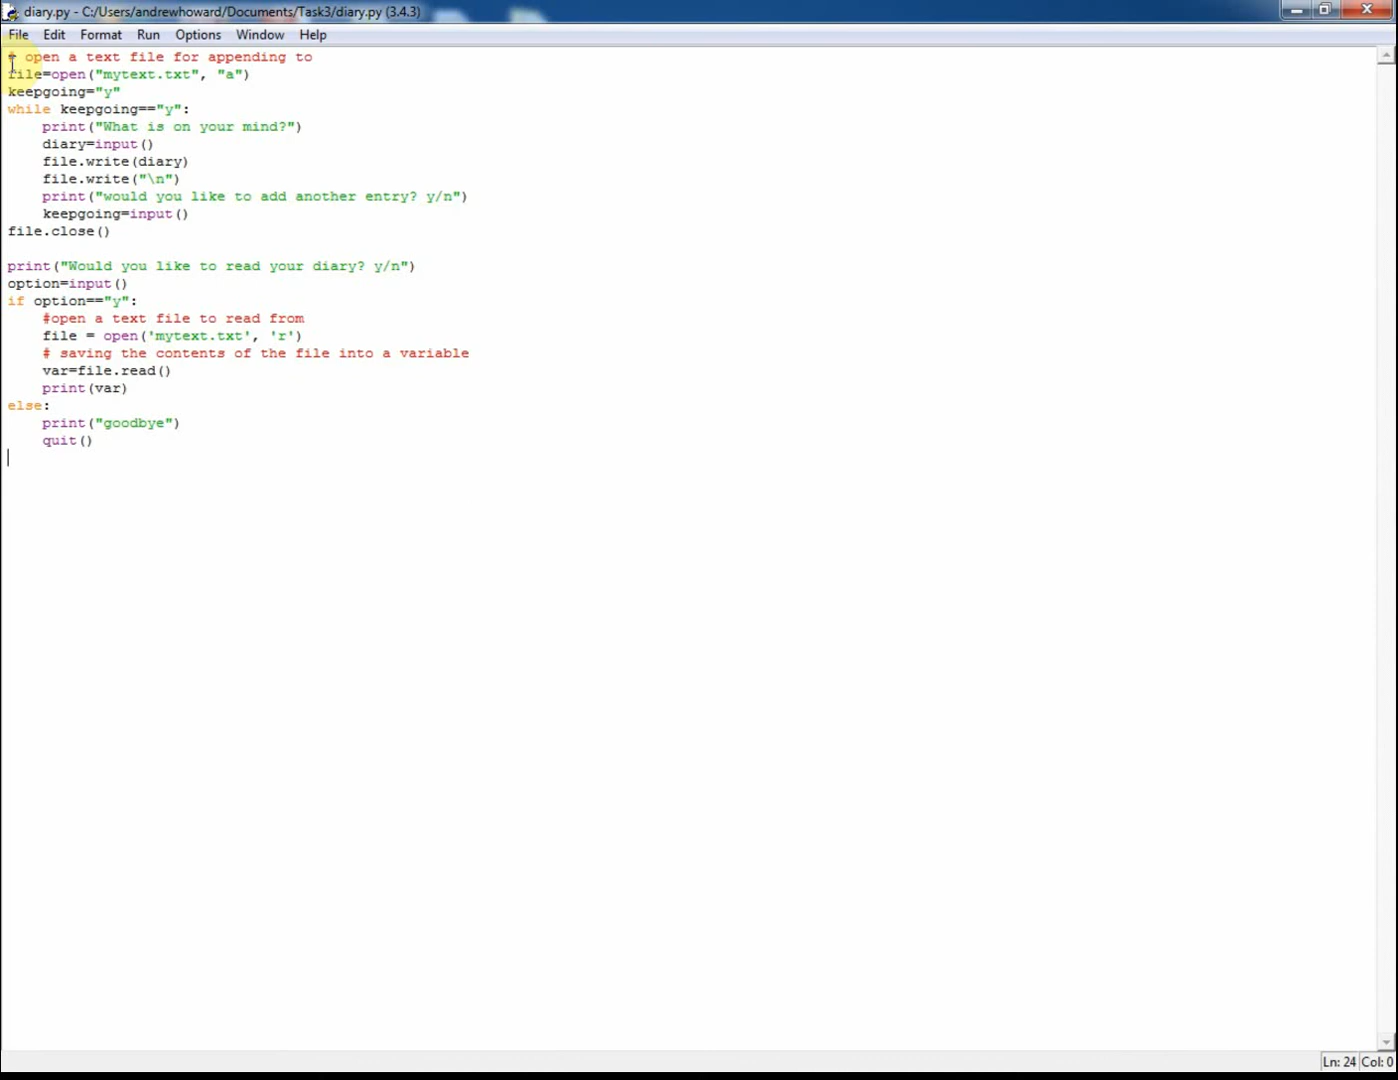 diary.py - C:/Users/andrewhoward/Documents/Task3/diary.py (3.4.3)
File Edit Format Run Options Window Help
# open a text file for appending to
file=open("mytext.txt", "a")
keepgoing="y"
while keepgoing=="y":
    print("What is on your mind?")
    diary=input()
    file.write(diary)
    file.write("\n")
    print("would you like to add another entry? y/n")
    keepgoing=input()
file.close()

print("Would you like to read your diary? y/n")
option=input()
if option=="y":
    #open a text file to read from
    file = open('mytext.txt', 'r')
    # saving the contents of the file into a variable
    var=file.read()
    print(var)
else:
    print("goodbye")
    quit()
Ln: 24 Col: 0